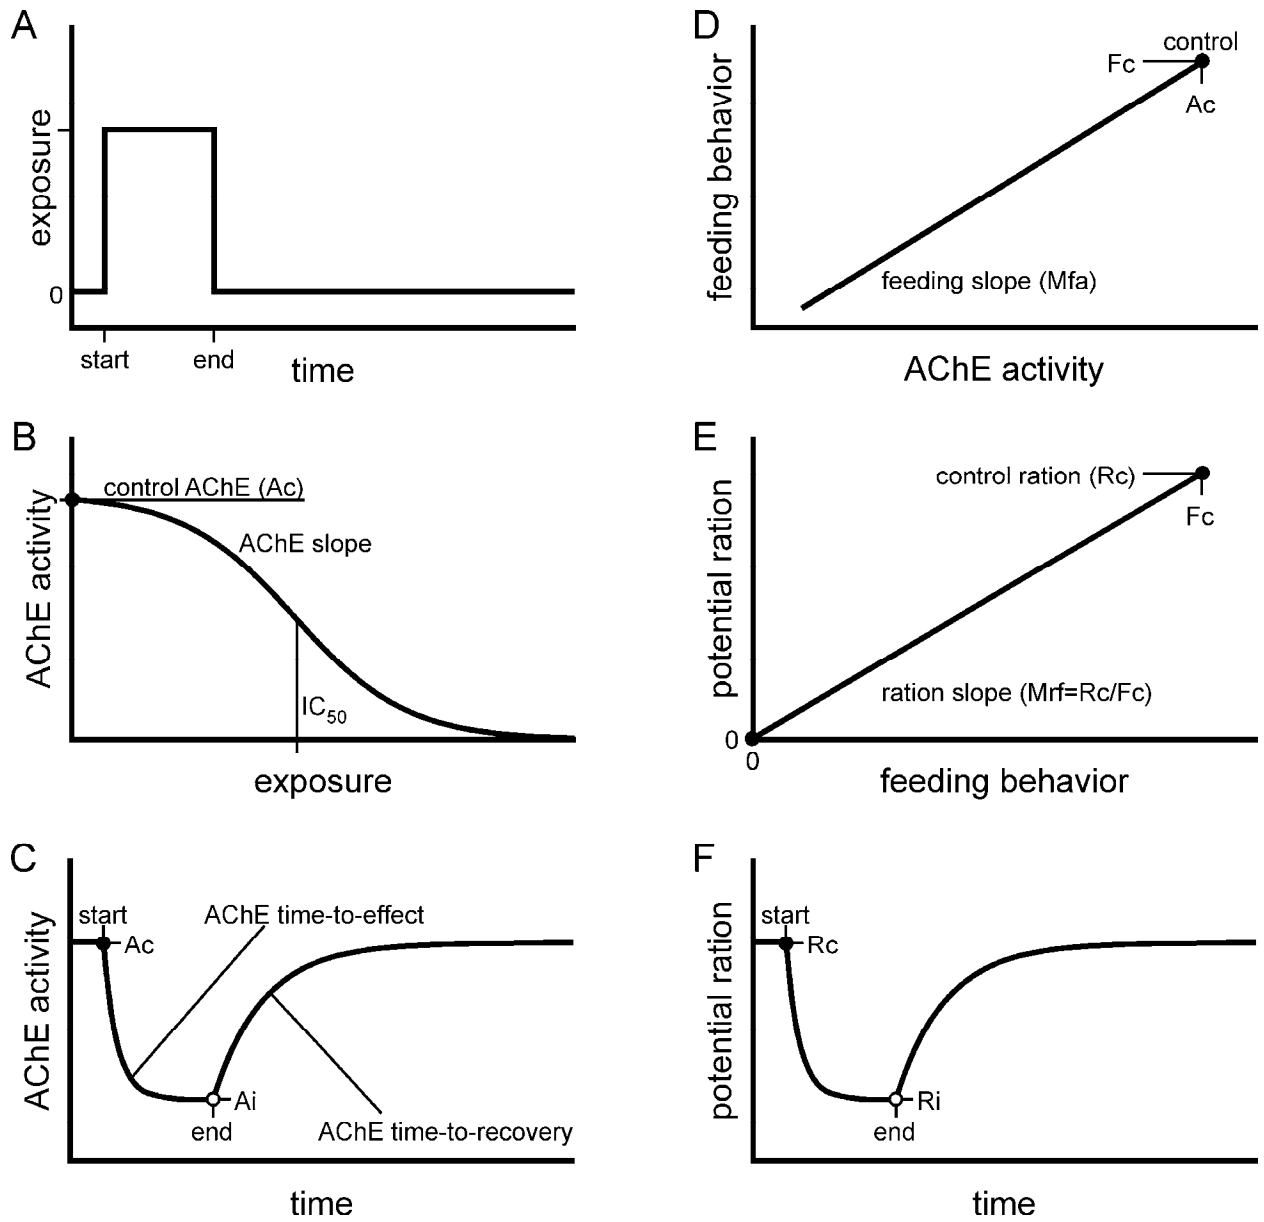 A
exposure
0
start
end
time
B
control AChE (Ac)
AChE slope
AChE activity
IC50
exposure
C
start
Ac
AChE time-to-effect
AChE activity
Ai
end
AChE time-to-recovery
time
D
control
Fc
Ac
feeding behavior
feeding slope (Mfa)
AChE activity
E
control ration (Rc)
Fc
potential ration
ration slope (Mrf=Rc/Fc)
0
0
feeding behavior
F
start
Rc
potential ration
Ri
end
time